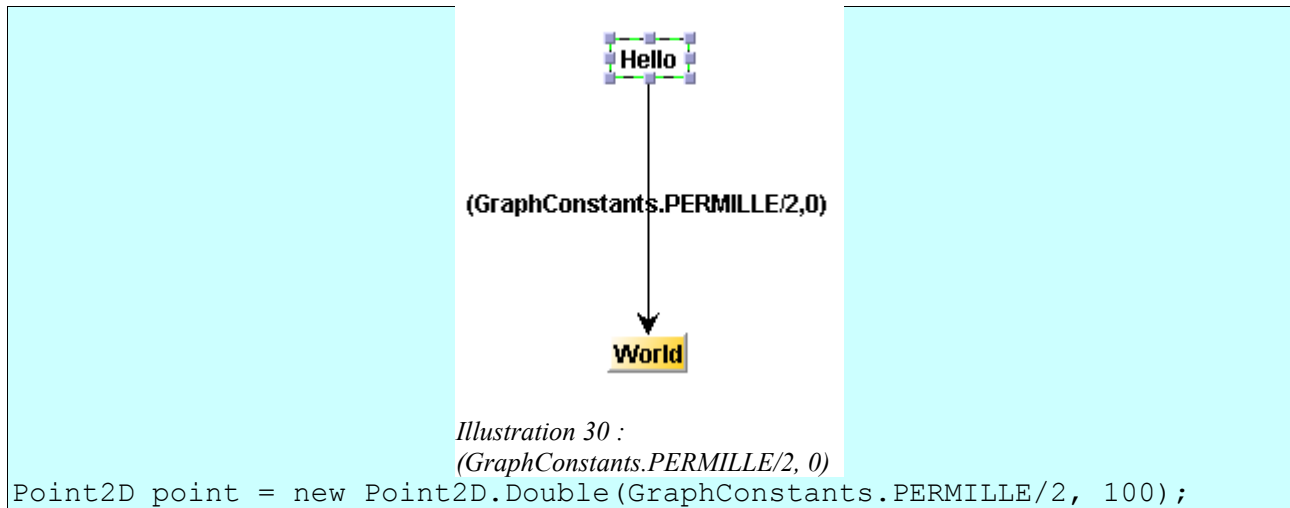 Hello
(GraphConstants.PERMILLE/2,0)
World
Illustration 30 :
(GraphConstants.PERMILLE/2, 0)
Point2D point = new Point2D.Double(GraphConstants.PERMILLE/2, 100);